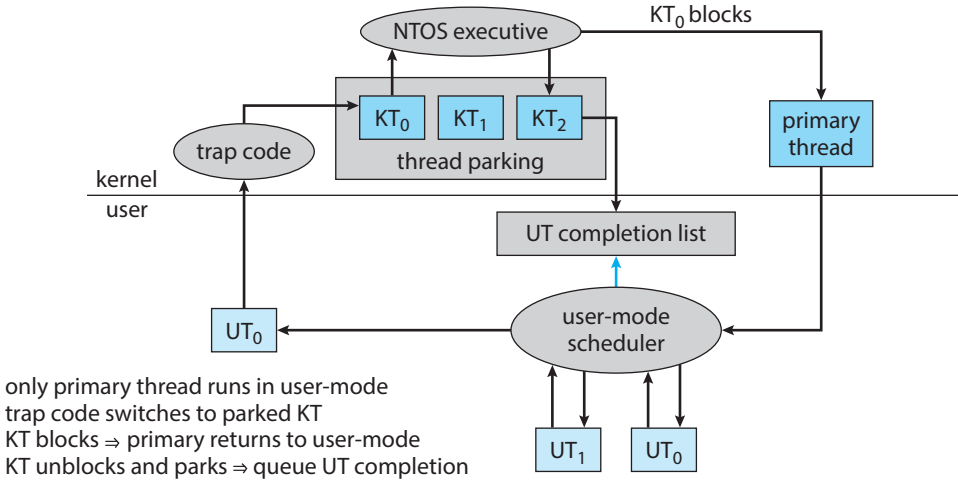 NTOS executive
KT₀ blocks
KT₀
KT₁
KT₂
thread parking
primary
thread
trap code
kernel
user
UT completion list
UT₀
user-mode
scheduler
only primary thread runs in user-mode
trap code switches to parked KT
KT blocks ⇒ primary returns to user-mode
KT unblocks and parks ⇒ queue UT completion
UT₁
UT₀